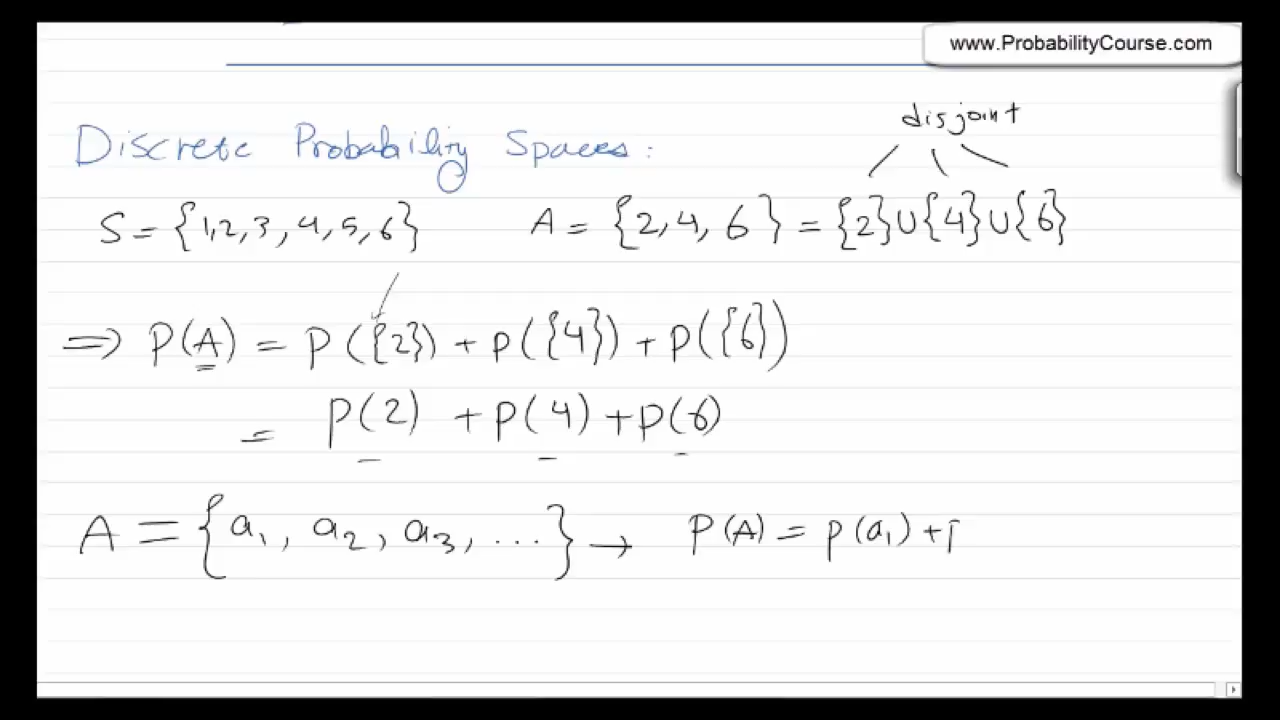 www.ProbabilityCourse.com
disjoint
Discrete Probability Spaces:
S = {1,2,3,4,5,6} A = {2,4,6} = {2}∪{4}∪{6}
⇒ P(A) = P({2}) + P({4}) + P({6})
= P(2) + P(4) + P(6)
A = {a₁, a₂, a₃, ...} → P(A) = P(a₁) +